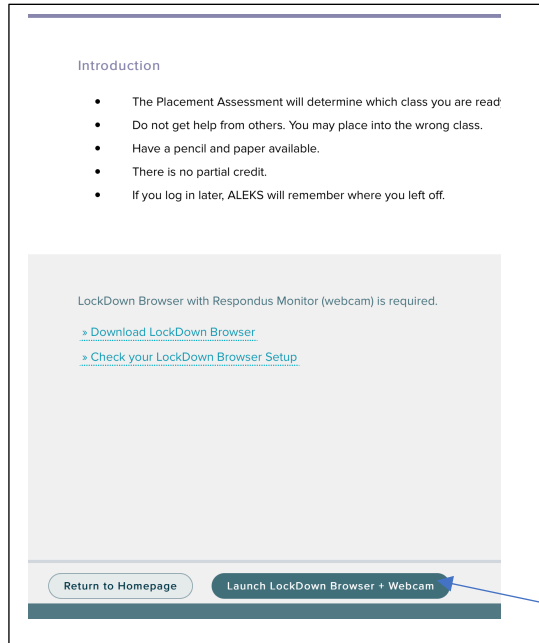 Introduction
• The Placement Assessment will determine which class you are read
• Do not get help from others. You may place into the wrong class.
• Have a pencil and paper available.
• There is no partial credit.
• If you log in later, ALEKS will remember where you left off.
LockDown Browser with Respondus Monitor (webcam) is required.
» Download LockDown Browser
» Check your LockDown Browser Setup
Return to Homepage Launch LockDown Browser + Webcam